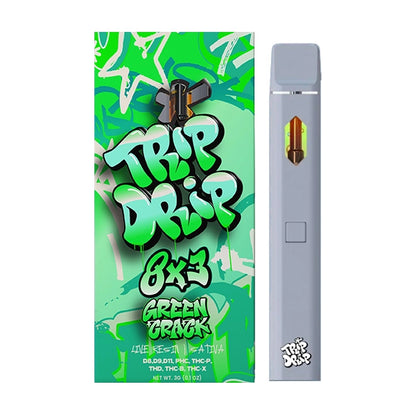 TRIP
DRIP
8x3
GREEN
CRACK
LIVE RESIN | SATIVA
D8,D9,D11, PHC, THC-P,
THD, THC-B, THC-X
NET WT. 3G (0.1 OZ)
TRIP
DRIP